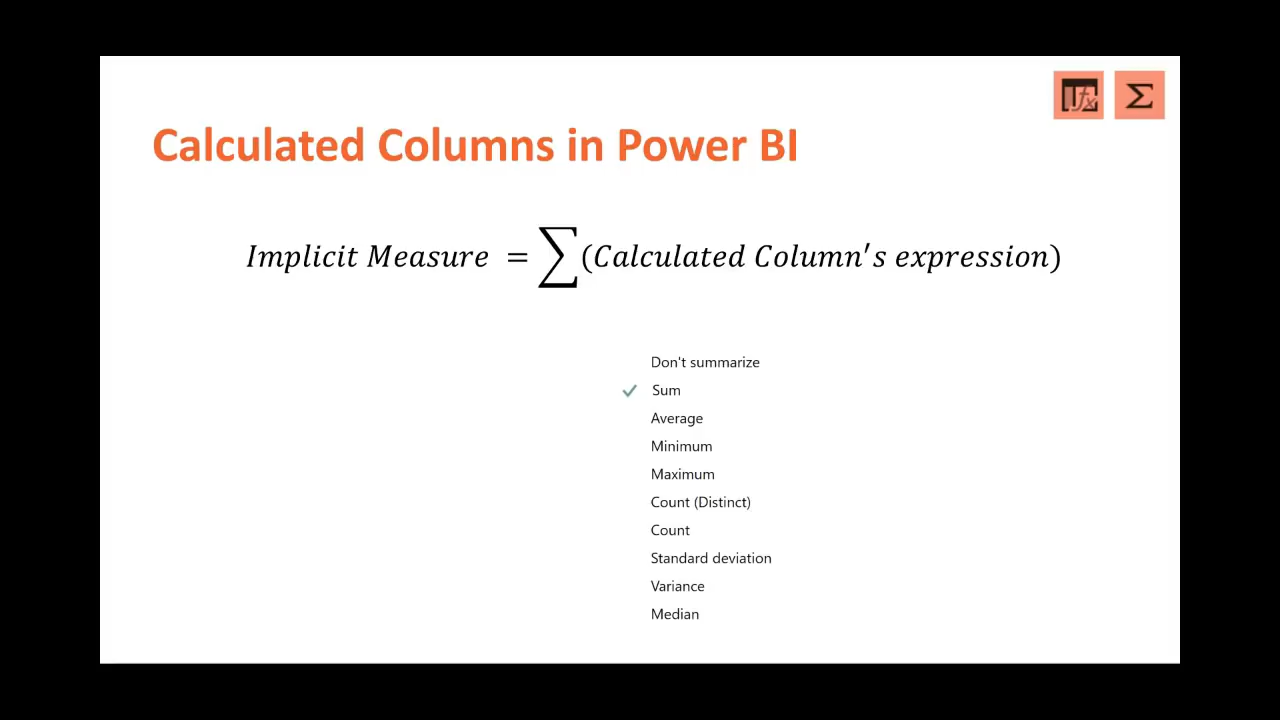 Calculated Columns in Power BI
Implicit Measure = ∑(Calculated Column's expression)
Don't summarize
Sum
Average
Minimum
Maximum
Count (Distinct)
Count
Standard deviation
Variance
Median